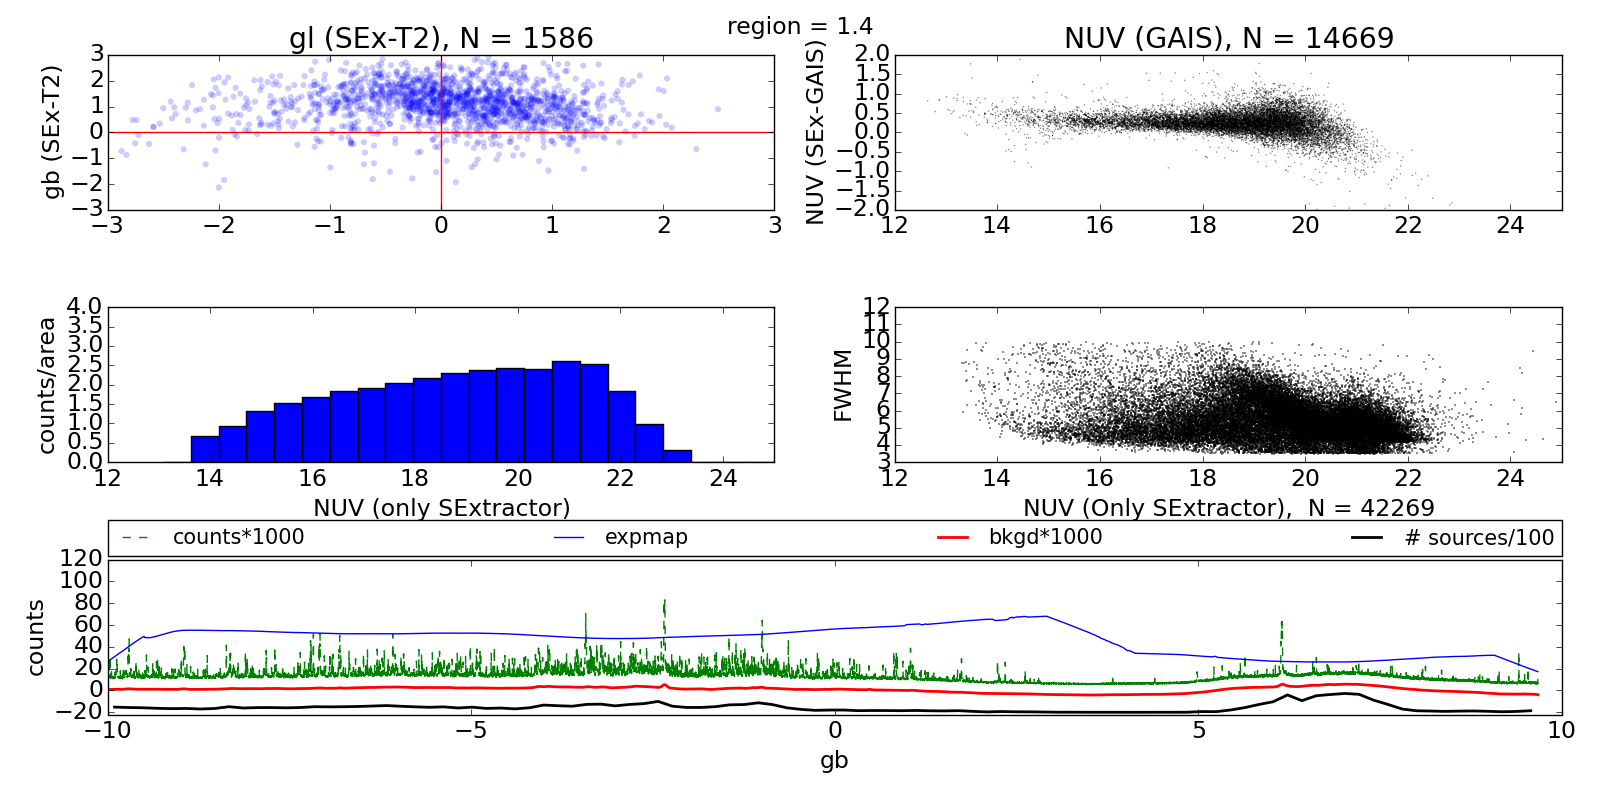 region = 1.4
gl (SEx-T2), N = 1586
gb (SEx-T2)
3
2
1
0
−1
−2
−3
−3 −2 −1 0 1 2 3
NUV (GAIS), N = 14669
NUV (SEx-GAIS)
2.0
1.5
1.0
0.5
0.0
−0.5
−1.0
−1.5
−2.0
12 14 16 18 20 22 24
counts/area
4.0
3.5
3.0
2.5
2.0
1.5
1.0
0.5
0.0
12 14 16 18 20 22 24
NUV (only SExtractor)
FWHM
12
11
10
9
8
7
6
5
4
3
12 14 16 18 20 22 24
NUV (Only SExtractor),  N = 42269
counts*1000 expmap bkgd*1000 # sources/100
counts
120
100
80
60
40
20
0
−20
−10 −5 0 5 10
gb